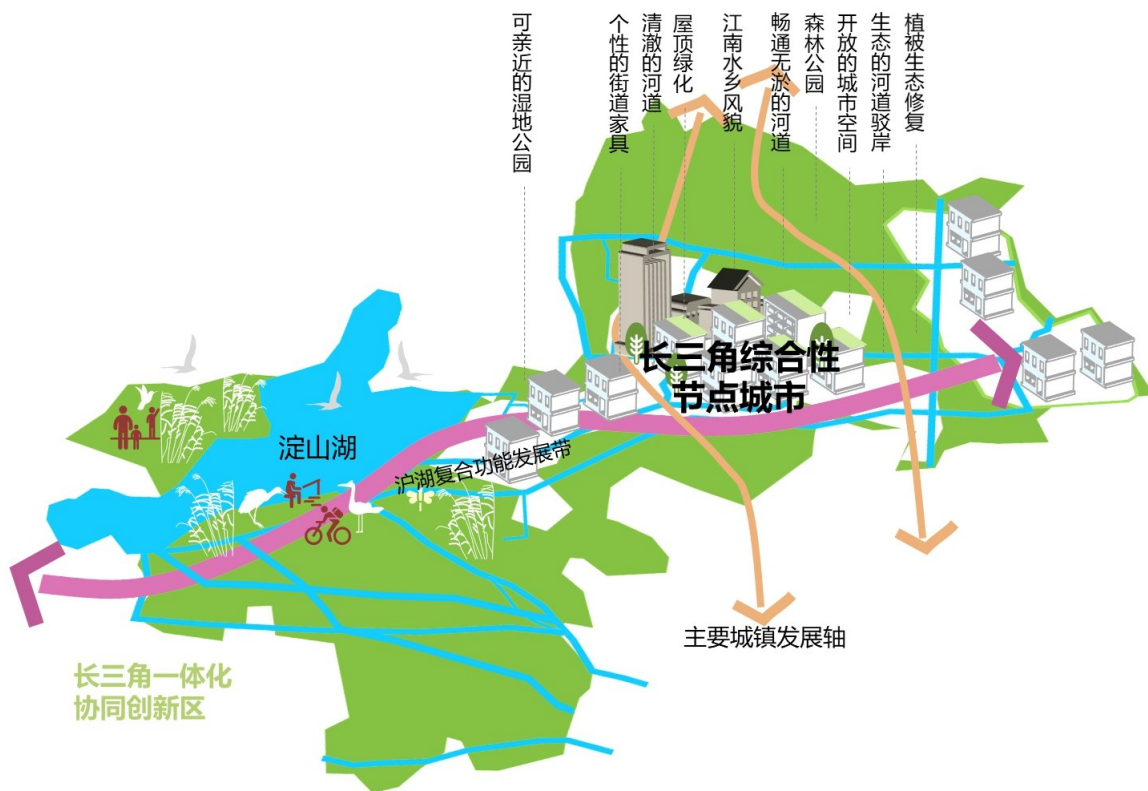 可亲近的湿地公园
个性的街道家具
清澈的河道
屋顶绿化
江南水乡风貌
畅通无淤的河道
森林公园
开放的城市空间
生态的河道驳岸
植被生态修复
长三角综合性
节点城市
淀山湖
沪湖复合功能发展带
主要城镇发展轴
长三角一体化
协同创新区